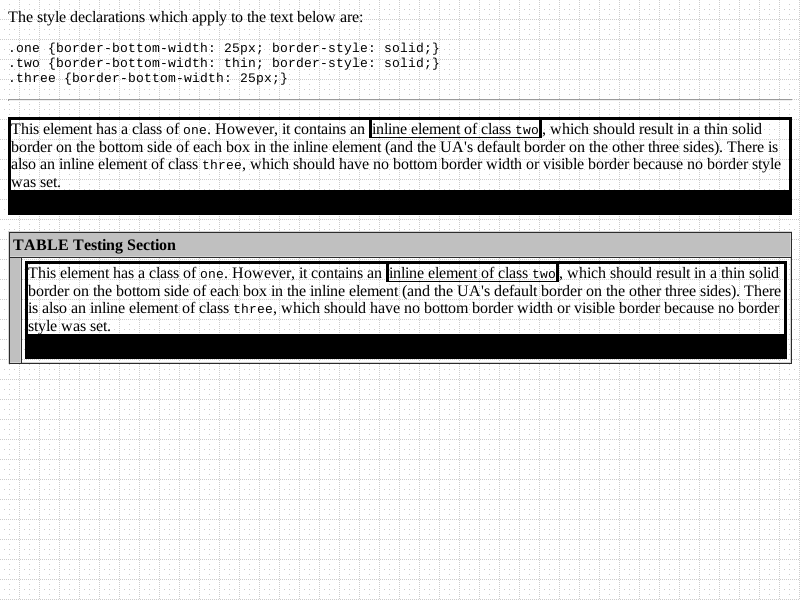 The style declarations which apply to the text below are:
.one {border-bottom-width: 25px; border-style: solid;}
.two {border-bottom-width: thin; border-style: solid;}
.three {border-bottom-width: 25px;}
This element has a class of one. However, it contains an inline element of class two, which should result in a thin solid
border on the bottom side of each box in the inline element (and the UA's default border on the other three sides). There is
also an inline element of class three, which should have no bottom border width or visible border because no border style
was set.
TABLE Testing Section
This element has a class of one. However, it contains an inline element of class two, which should result in a thin solid
border on the bottom side of each box in the inline element (and the UA's default border on the other three sides). There
is also an inline element of class three, which should have no bottom border width or visible border because no border
style was set.